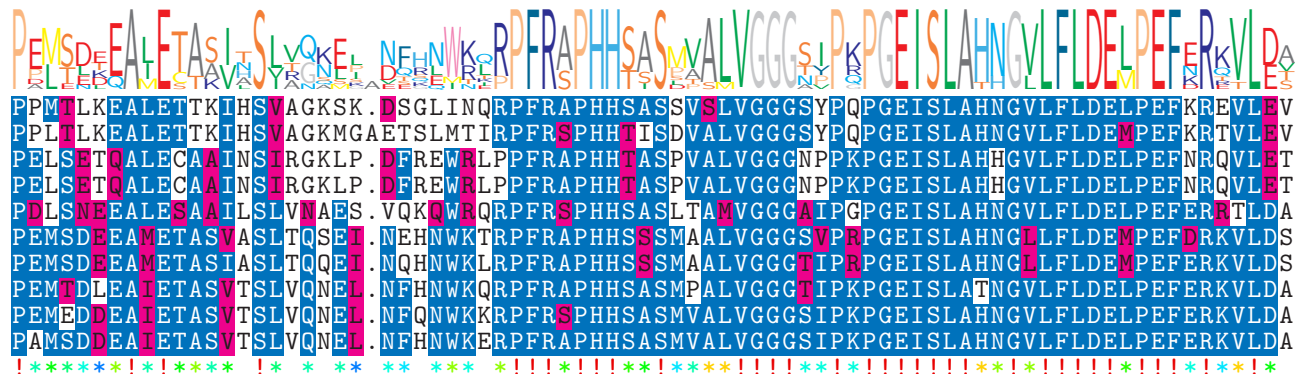 PPMTLKEALETTKIHSVAGKSK.DSGLINQRPFRAPHHSASSVSLVGGGSYPQPGEISLAHNGVLFLDELPEFKREVLEV
PPLTLKEALETTKIHSVAGKMGAETSLMTIRPFRSPHHTISDVALVGGGSYPQPGEISLAHNGVLFLDEMPEFKRTVLEV
PELSETQALECAAINSIRGKLP.DFREWRLPPFRAPHHTASPVALVGGGNPPKPGEISLAHHGVLFLDELPEFNRQVLET
PELSETQALECAAINSIRGKLP.DFREWRLPPFRAPHHTASPVALVGGGNPPKPGEISLAHHGVLFLDELPEFNRQVLET
PDLSNEEALESAAILSLVNAES.VQKQWRQRPFRSPHHSASLTAMVGGGAIPGPGEISLAHNGVLFLDELPEFERRTLDA
PEMSDEEAMETASVASLTQSEI.NEHNWKTRPFRAPHHSSSMAALVGGGSVPRPGEISLAHNGLLFLDEMPEFDRKVLDS
PEMSDEEAMETASIASLTQQEI.NQHNWKLRPFRAPHHSSSMAALVGGGTIPRPGEISLAHNGLLFLDEMPEFERKVLDS
PEMTDLEAIETASVTSLVQNEL.NFHNWKQRPFRAPHHSASMPALVGGGTIPKPGEISLATNGVLFLDELPEFERKVLDA
PEMEDDEAIETASVTSLVQNEL.NFQNWKKRPFRSPHHSASMVALVGGGSIPKPGEISLAHNGVLFLDELPEFERKVLDA
PAMSDDEAIETASVTSLVQNEL.NFHNWKERPFRAPHHSASMVALVGGGSIPKPGEISLAHNGVLFLDELPEFERKVLDA